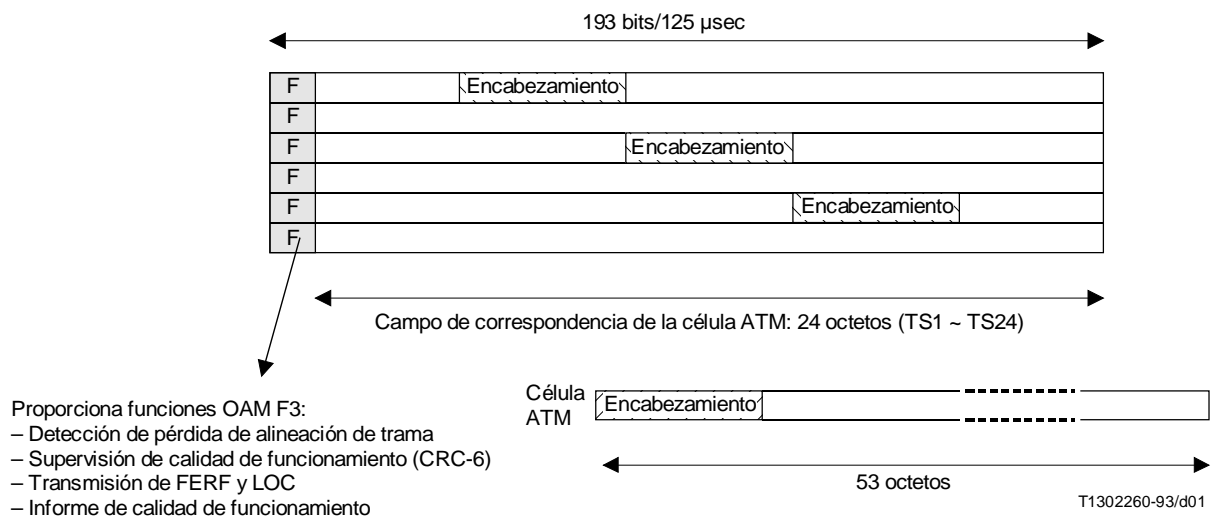 193 bits/125 μsec
F Encabezamiento
F
F Encabezamiento
F
F Encabezamiento
F
Campo de correspondencia de la célula ATM: 24 octetos (TS1 ~ TS24)
Proporciona funciones OAM F3:
– Detección de pérdida de alineación de trama
– Supervisión de calidad de funcionamiento (CRC-6)
– Transmisión de FERF y LOC
– Informe de calidad de funcionamiento
Célula
ATM
Encabezamiento
53 octetos
T1302260-93/d01